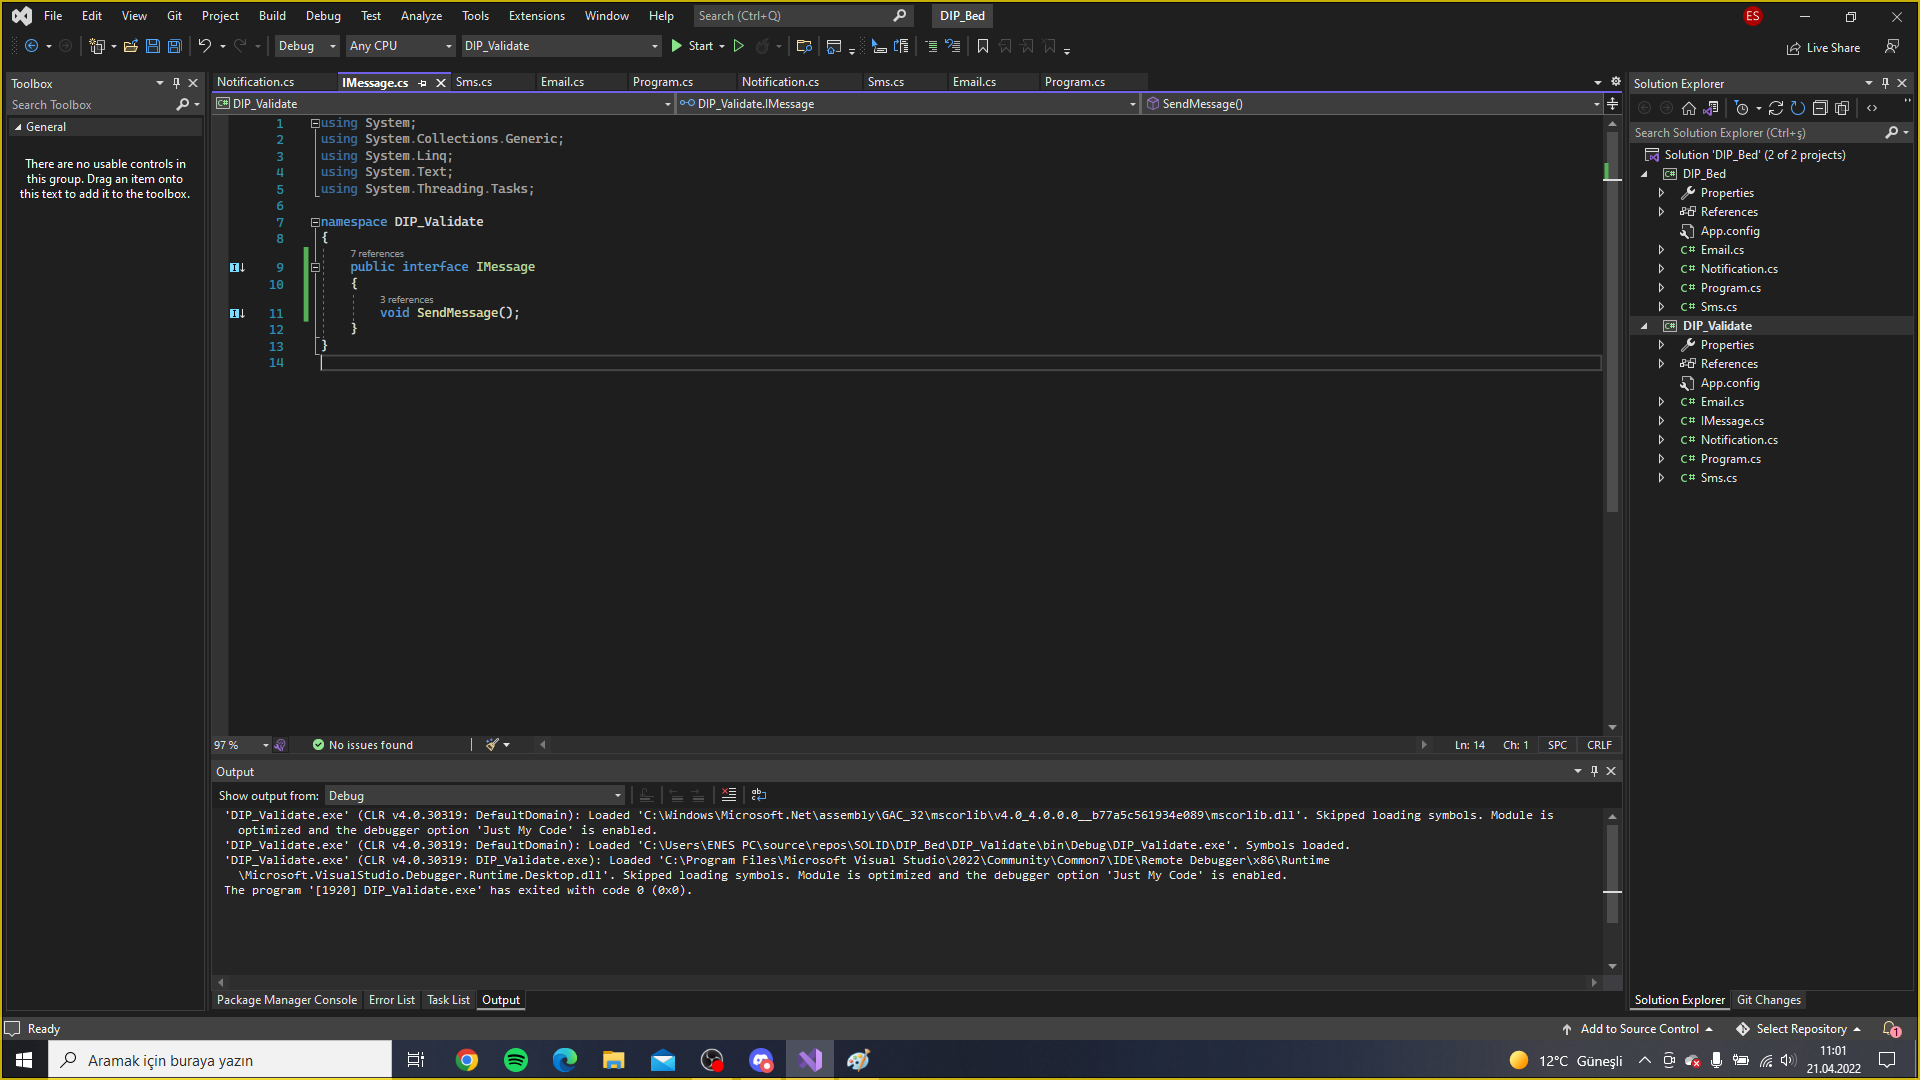 File Edit View Git Project Build Debug Test Analyze Tools Extensions Window Help Search (Ctrl+Q) DIP_Bed ES
Debug Any CPU DIP_Validate Start Live Share
Toolbox
Search Toolbox
General
There are no usable controls in
this group. Drag an item onto
this text to add it to the toolbox.
Notification.cs IMessage.cs Sms.cs Email.cs Program.cs Notification.cs Sms.cs Email.cs Program.cs
DIP_Validate DIP_Validate.IMessage SendMessage()
1 using System;
2 using System.Collections.Generic;
3 using System.Linq;
4 using System.Text;
5 using System.Threading.Tasks;
6
7 namespace DIP_Validate
8 {
7 references
9 public interface IMessage
10 {
3 references
11 void SendMessage();
12 }
13 }
14
97 % No issues found Ln: 14 Ch: 1 SPC CRLF
Output
Show output from: Debug
'DIP_Validate.exe' (CLR v4.0.30319: DefaultDomain): Loaded 'C:\Windows\Microsoft.Net\assembly\GAC_32\mscorlib\v4.0_4.0.0.0__b77a5c561934e089\mscorlib.dll'. Skipped loading symbols. Module is
optimized and the debugger option 'Just My Code' is enabled.
'DIP_Validate.exe' (CLR v4.0.30319: DefaultDomain): Loaded 'C:\Users\ENES PC\source\repos\SOLID\DIP_Bed\DIP_Validate\bin\Debug\DIP_Validate.exe'. Symbols loaded.
'DIP_Validate.exe' (CLR v4.0.30319: DIP_Validate.exe): Loaded 'C:\Program Files\Microsoft Visual Studio\2022\Community\Common7\IDE\Remote Debugger\x86\Runtime
\Microsoft.VisualStudio.Debugger.Runtime.Desktop.dll'. Skipped loading symbols. Module is optimized and the debugger option 'Just My Code' is enabled.
The program '[1920] DIP_Validate.exe' has exited with code 0 (0x0).
Package Manager Console Error List Task List Output
Solution Explorer
Search Solution Explorer (Ctrl+ş)
Solution 'DIP_Bed' (2 of 2 projects)
C# DIP_Bed
Properties
References
App.config
C# Email.cs
C# Notification.cs
C# Program.cs
C# Sms.cs
C# DIP_Validate
Properties
References
App.config
C# Email.cs
C# IMessage.cs
C# Notification.cs
C# Program.cs
C# Sms.cs
Solution Explorer Git Changes
Ready Add to Source Control Select Repository 1
Aramak için buraya yazın 12°C Güneşli 11:01
21.04.2022